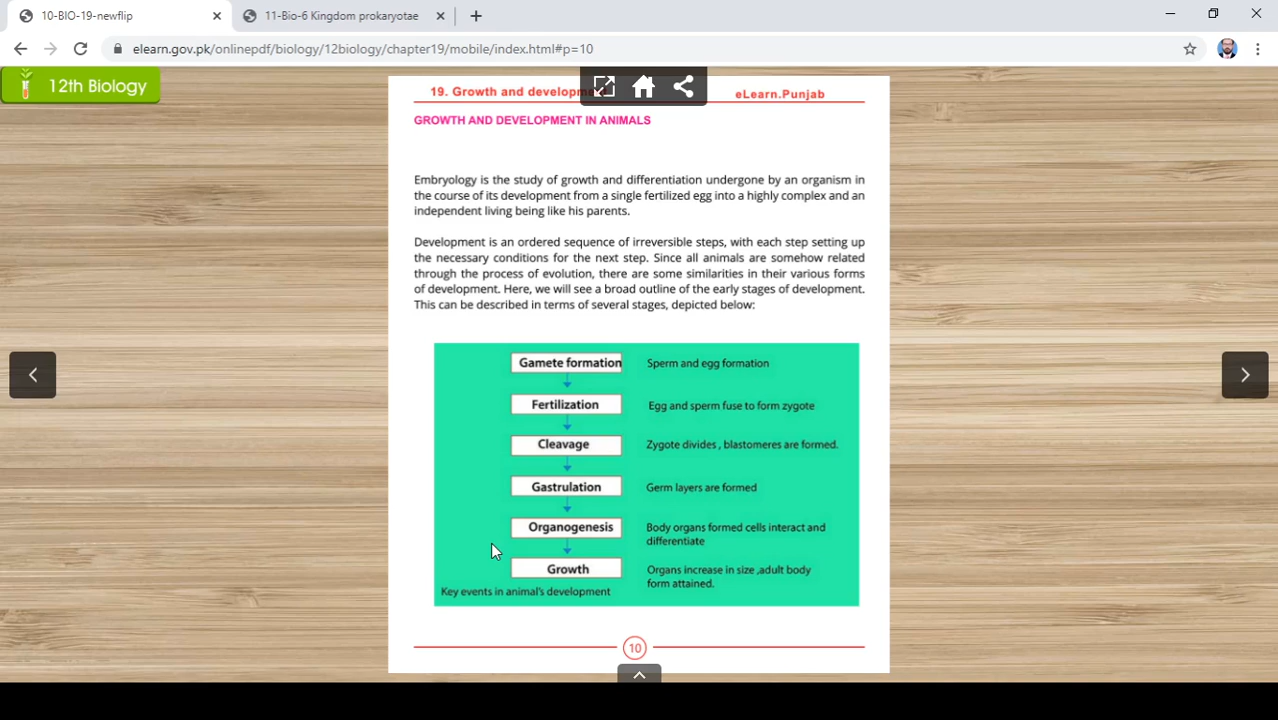 10-BIO-19-newflip
11-Bio-6 Kingdom prokaryotae
elearn.gov.pk/onlinepdf/biology/12biology/chapter19/mobile/index.html#p=10
12th Biology
19. Growth and developm
eLearn.Punjab
GROWTH AND DEVELOPMENT IN ANIMALS
Embryology is the study of growth and differentiation undergone by an organism in
the course of its development from a single fertilized egg into a highly complex and an
independent living being like his parents.
Development is an ordered sequence of irreversible steps, with each step setting up
the necessary conditions for the next step. Since all animals are somehow related
through the process of evolution, there are some similarities in their various forms
of development. Here, we will see a broad outline of the early stages of development.
This can be described in terms of several stages, depicted below:
Gamete formation Sperm and egg formation
Fertilization Egg and sperm fuse to form zygote
Cleavage Zygote divides , blastomeres are formed.
Gastrulation Germ layers are formed
Organogenesis Body organs formed cells interact and
differentiate
Growth Organs increase in size ,adult body
form attained.
Key events in animal's development
10